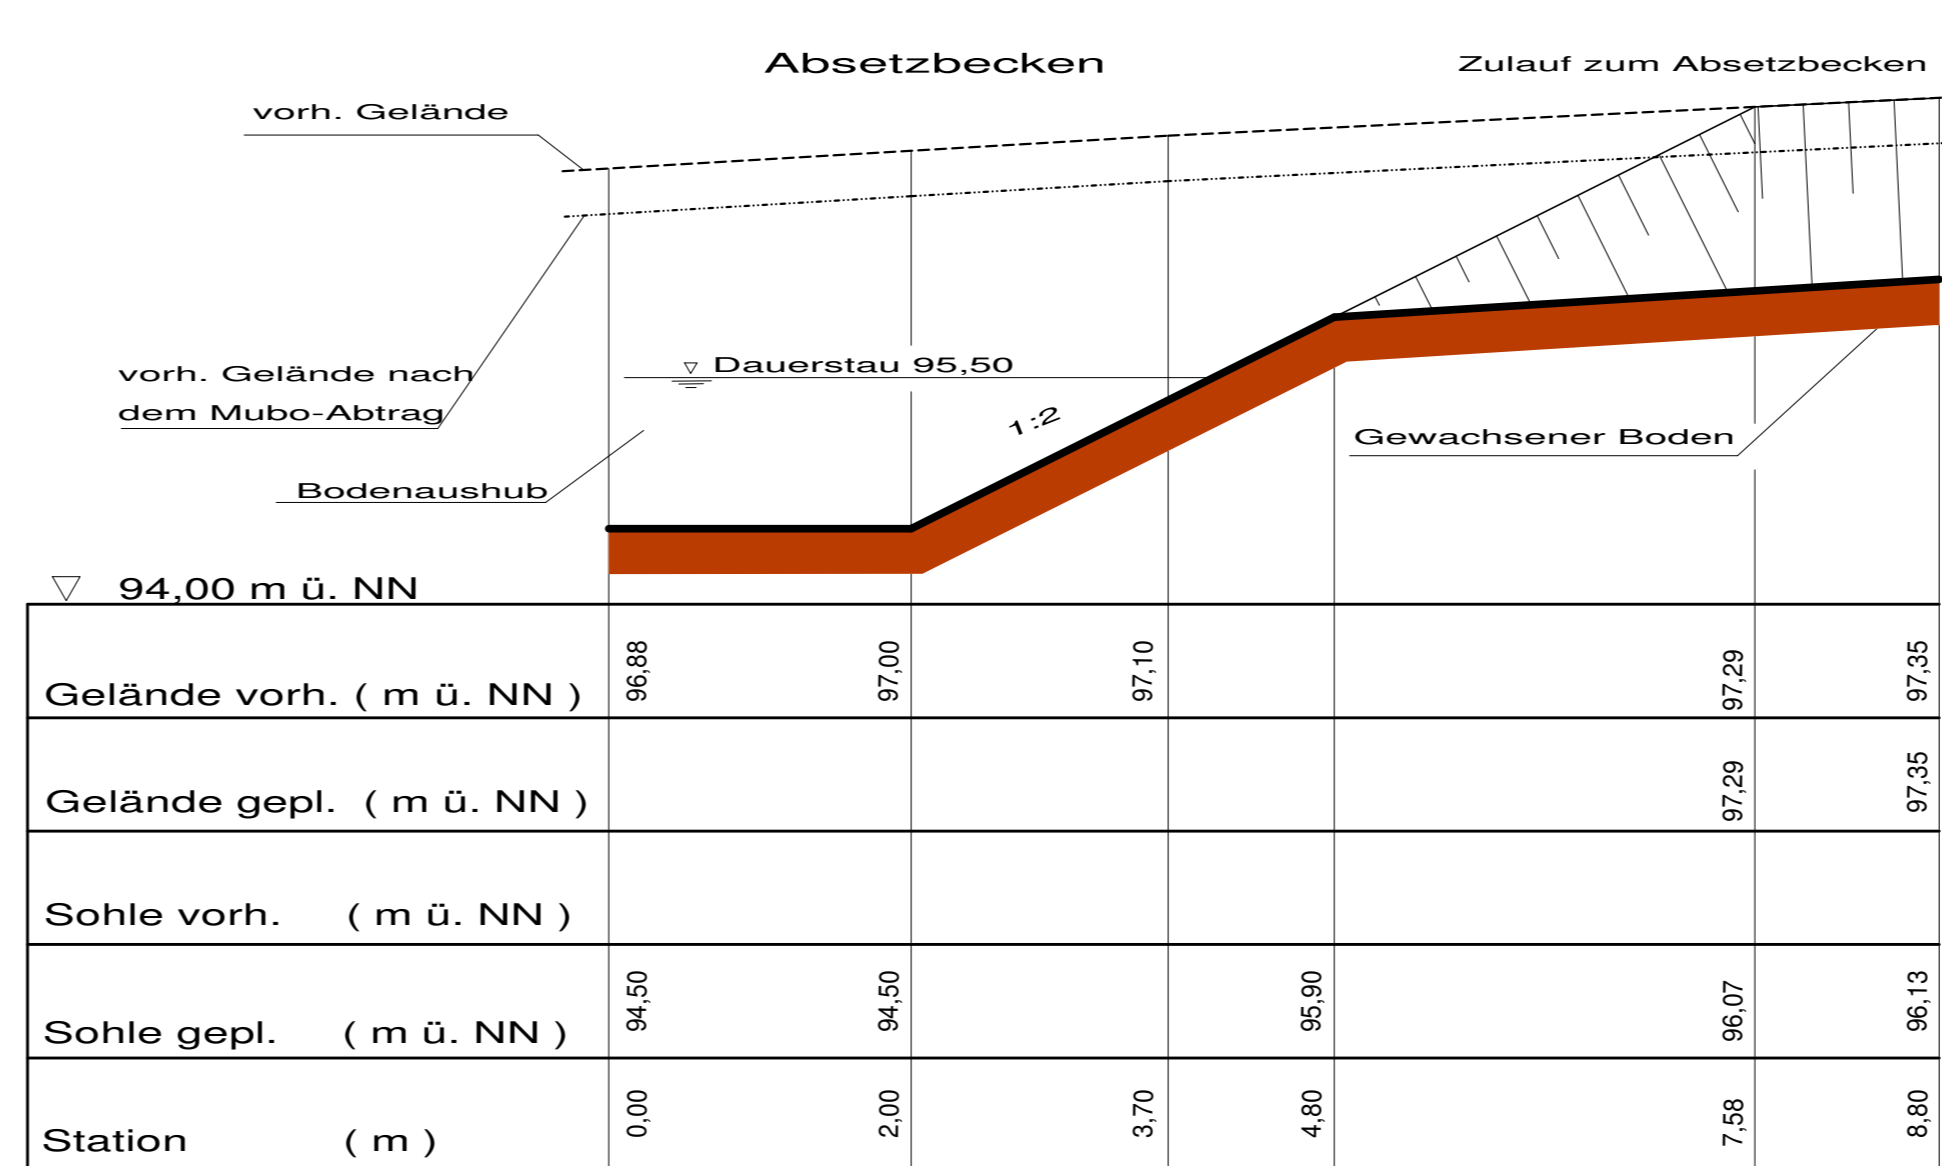 Absetzbecken
Zulauf zum Absetzbecken
vorh. Gelände
vorh. Gelände nach
dem Mubo-Abtrag
Dauerstau 95,50
1:2
Gewachsener Boden
Bodenaushub
94,00 m ü. NN
Gelände vorh. ( m ü. NN ) 96,88 97,00 97,10 97,29 97,35
Gelände gepl. ( m ü. NN ) 97,29 97,35
Sohle vorh. ( m ü. NN )
Sohle gepl. ( m ü. NN ) 94,50 94,50 95,90 96,07 96,13
Station ( m ) 0,00 2,00 3,70 4,80 7,58 8,80